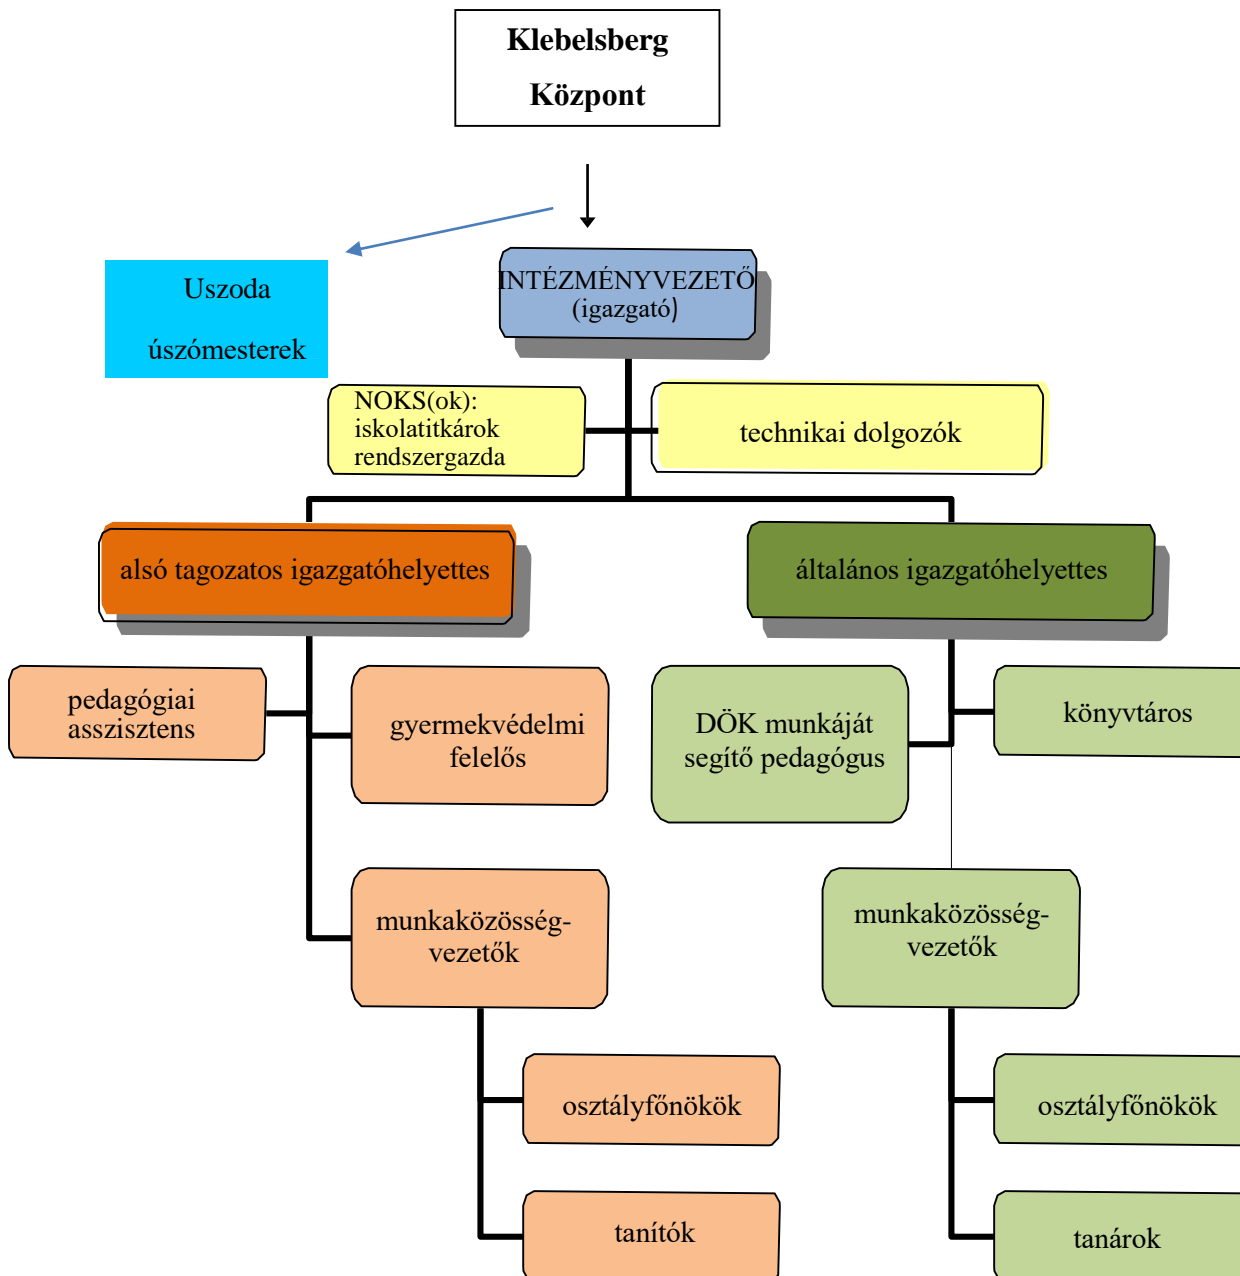 Klebelsberg
Központ
Uszoda
úszómesterek
INTÉZMÉNYVEZETŐ
(igazgató)
NOKS(ok):
iskolatitkárok
rendszergazda
technikai dolgozók
alsó tagozatos igazgatóhelyettes
általános igazgatóhelyettes
pedagógiai
asszisztens
gyermekvédelmi
felelős
DÖK munkáját
segítő pedagógus
könyvtáros
munkaközösség-
vezetők
munkaközösség-
vezetők
osztályfőnökök
osztályfőnökök
tanítók
tanárok